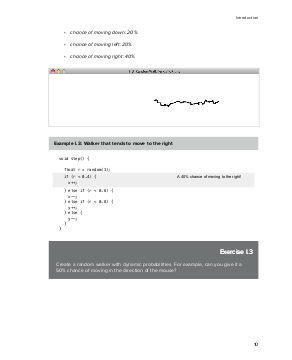 Introduction
• chance of moving down: 20%
• chance of moving left: 20%
• chance of moving right: 40%
Example I.3: Walker that tends to move to the right
void step() {
float r = random(1);
if (r < 0.4) {
A 40% chance of moving to the right!
x++;
} else if (r < 0.6) {
x--;
} else if (r < 0.8) {
y++;
} else {
y--;
}
}
Exercise I.3
Create a random walker with dynamic probabilities. For example, can you give it a
50% chance of moving in the direction of the mouse?
10